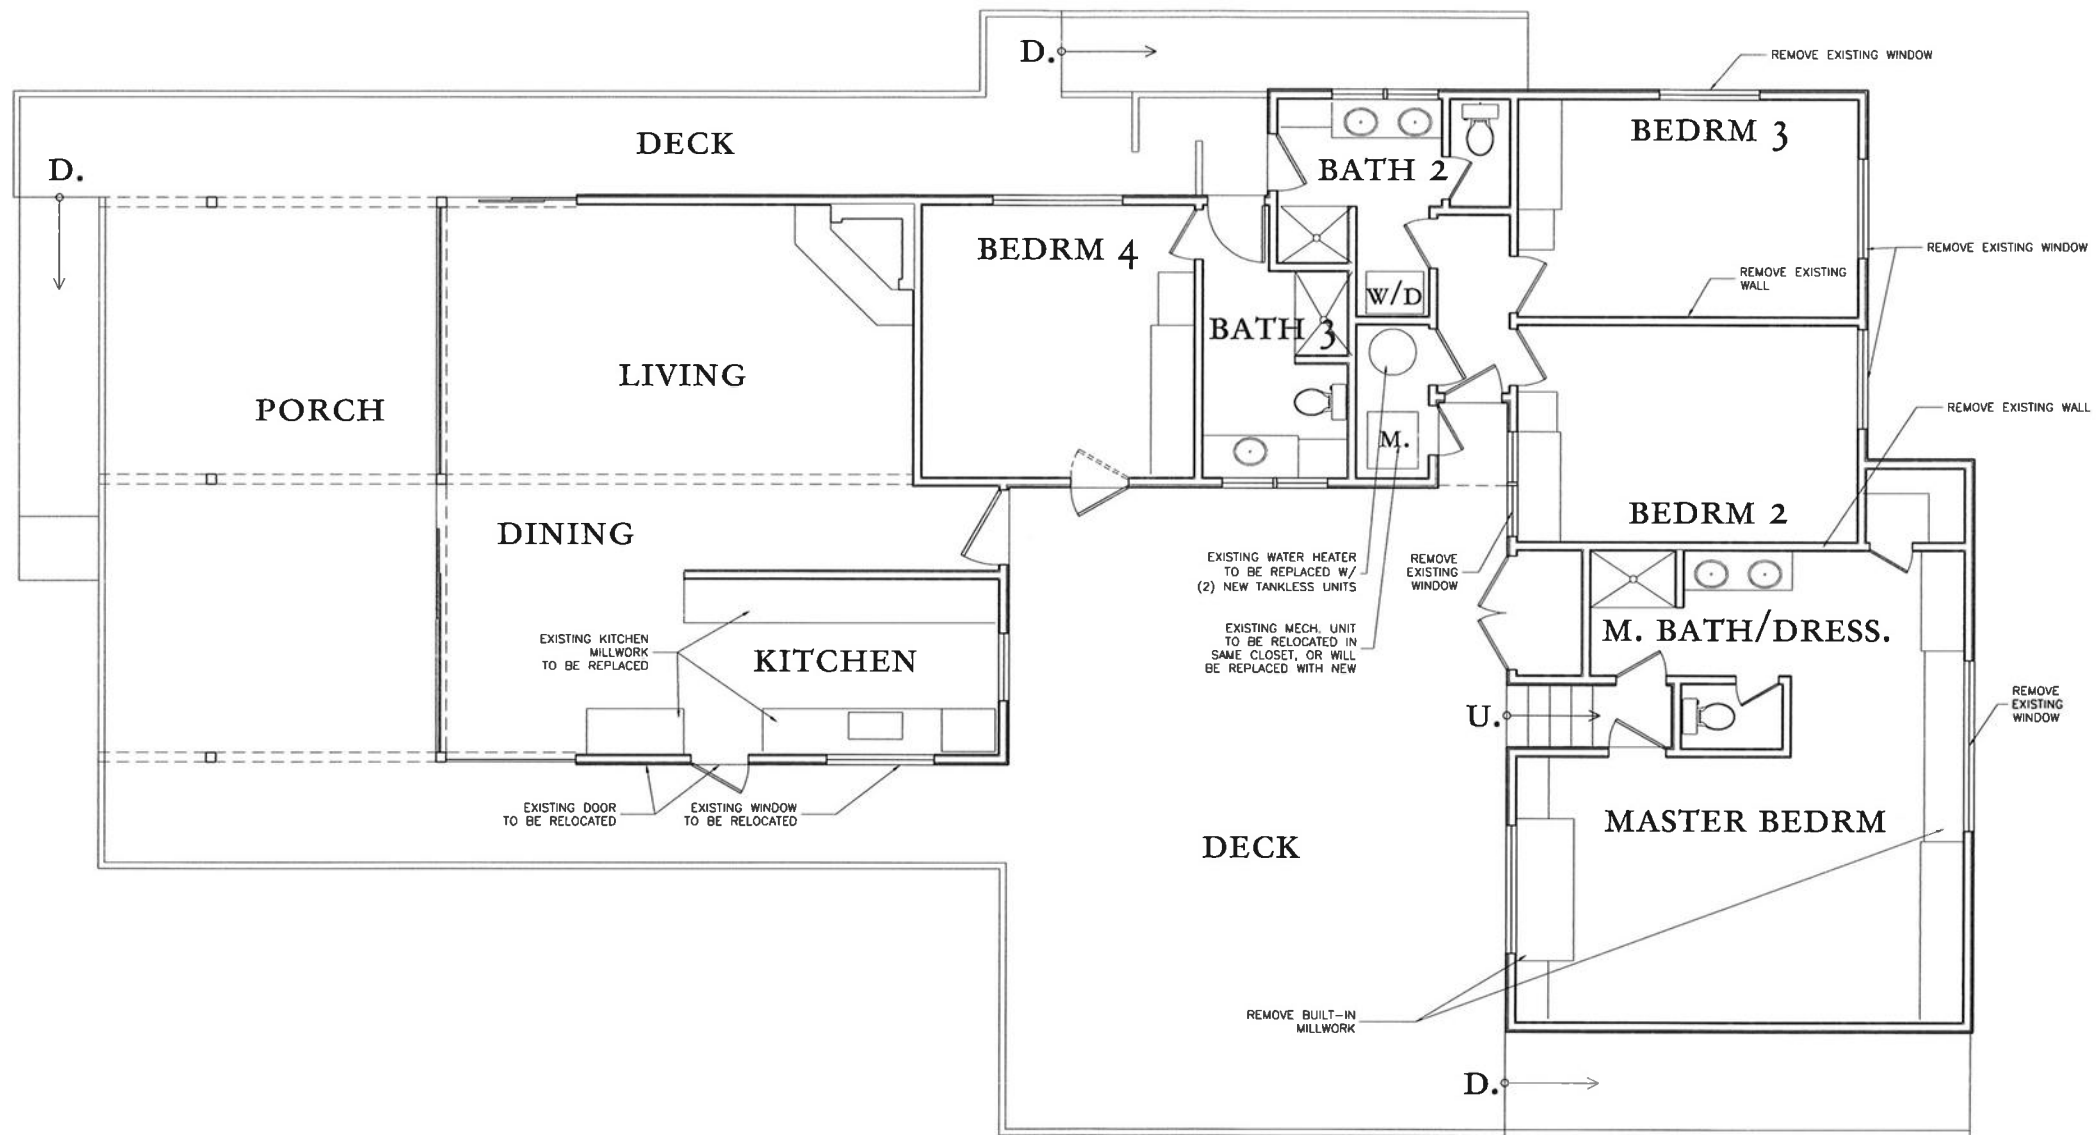 D.
REMOVE EXISTING WINDOW
DECK
BEDRM 3
D.
BATH 2
BEDRM 4
REMOVE EXISTING WINDOW
REMOVE EXISTING
WALL
W/D
BATH 3
LIVING
PORCH
REMOVE EXISTING WALL
M.
BEDRM 2
DINING
EXISTING WATER HEATER
TO BE REPLACED W/
(2) NEW TANKLESS UNITS
REMOVE
EXISTING
WINDOW
EXISTING MECH. UNIT
TO BE RELOCATED IN
SAME CLOSET, OR WILL
BE REPLACED WITH NEW
M. BATH/DRESS.
EXISTING KITCHEN
MILLWORK
TO BE REPLACED
KITCHEN
REMOVE
EXISTING
WINDOW
U.
EXISTING DOOR
TO BE RELOCATED
EXISTING WINDOW
TO BE RELOCATED
MASTER BEDRM
DECK
REMOVE BUILT-IN
MILLWORK
D.